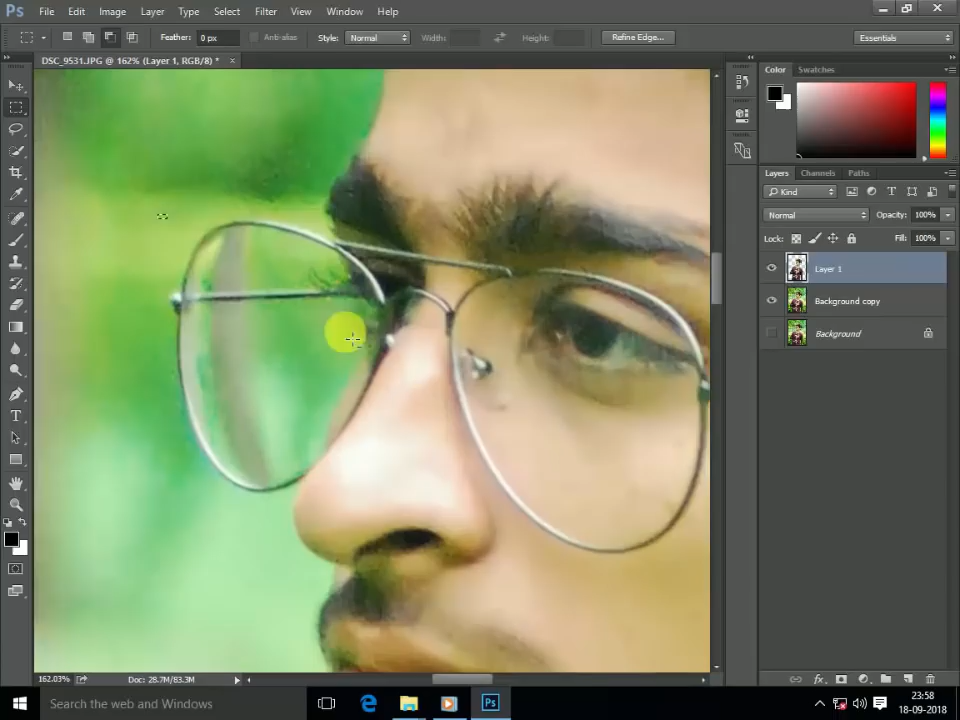 Ps File Edit Image Layer Type Select Filter View Window Help
Feather: 0 px Anti-alias Style: Normal Width: Height: Refine Edge... Essentials
DSC_9531.JPG @ 162% (Layer 1, RGB/8) * ×
Color Swatches
Layers Channels Paths
Kind
Normal Opacity: 100%
Lock: Fill: 100%
Layer 1
Background copy
Background
162.03% Doc: 28.7M/83.3M
Search the web and Windows
23:58
18-09-2018